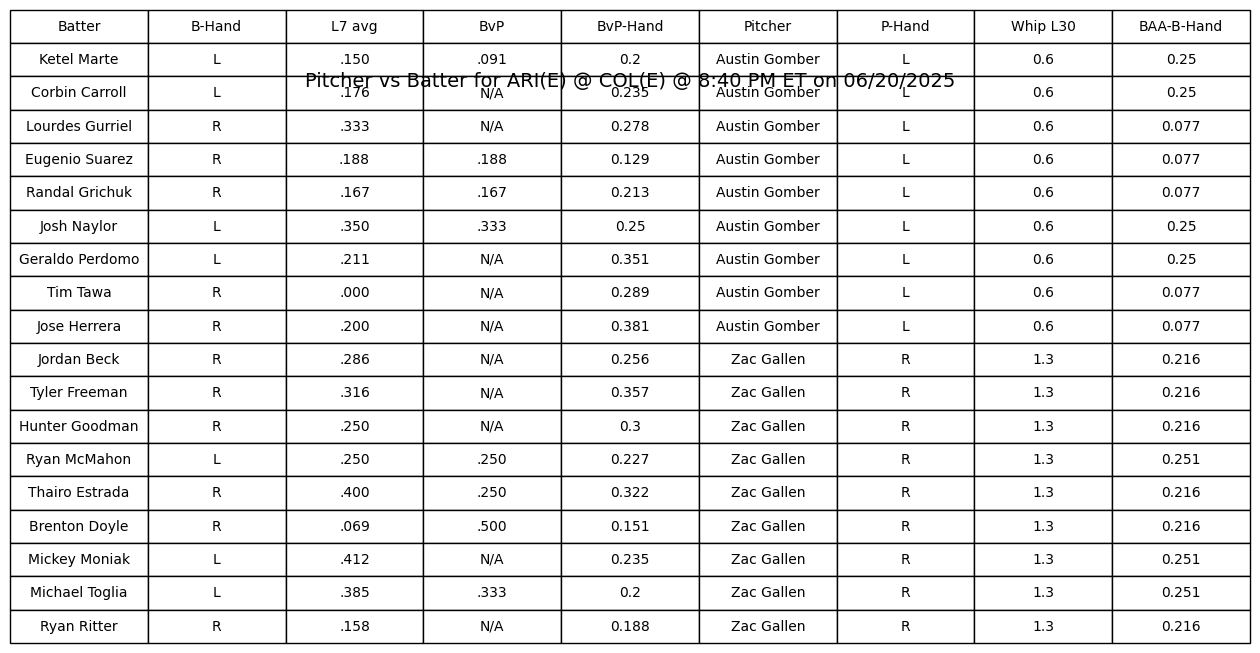 Batter B-Hand L7 avg BvP BvP-Hand Pitcher P-Hand Whip L30 BAA-B-Hand
Ketel Marte L .150 .091 0.2 Austin Gomber L 0.6 0.25
Pitcher vs Batter for ARI(E) @ COL(E) @ 8:40 PM ET on 06/20/2025
Corbin Carroll L .176 N/A 0.235 Austin Gomber L 0.6 0.25
Lourdes Gurriel R .333 N/A 0.278 Austin Gomber L 0.6 0.077
Eugenio Suarez R .188 .188 0.129 Austin Gomber L 0.6 0.077
Randal Grichuk R .167 .167 0.213 Austin Gomber L 0.6 0.077
Josh Naylor L .350 .333 0.25 Austin Gomber L 0.6 0.25
Geraldo Perdomo L .211 N/A 0.351 Austin Gomber L 0.6 0.25
Tim Tawa R .000 N/A 0.289 Austin Gomber L 0.6 0.077
Jose Herrera R .200 N/A 0.381 Austin Gomber L 0.6 0.077
Jordan Beck R .286 N/A 0.256 Zac Gallen R 1.3 0.216
Tyler Freeman R .316 N/A 0.357 Zac Gallen R 1.3 0.216
Hunter Goodman R .250 N/A 0.3 Zac Gallen R 1.3 0.216
Ryan McMahon L .250 .250 0.227 Zac Gallen R 1.3 0.251
Thairo Estrada R .400 .250 0.322 Zac Gallen R 1.3 0.216
Brenton Doyle R .069 .500 0.151 Zac Gallen R 1.3 0.216
Mickey Moniak L .412 N/A 0.235 Zac Gallen R 1.3 0.251
Michael Toglia L .385 .333 0.2 Zac Gallen R 1.3 0.251
Ryan Ritter R .158 N/A 0.188 Zac Gallen R 1.3 0.216